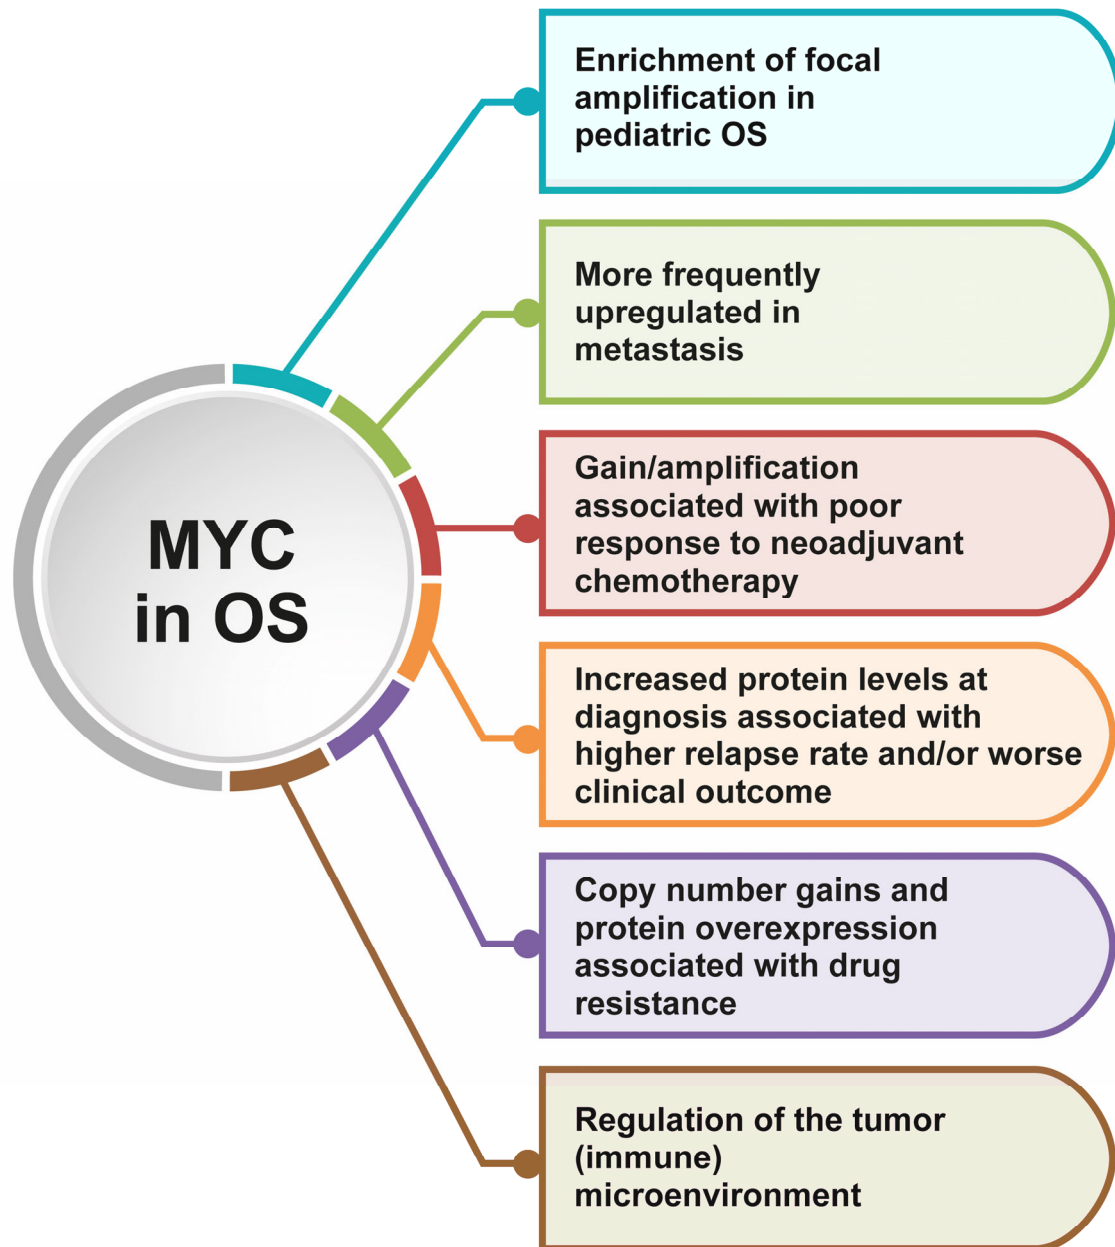 MYC
in OS
Enrichment of focal
amplification in
pediatric OS
More frequently
upregulated in
metastasis
Gain/amplification
associated with poor
response to neoadjuvant
chemotherapy
Increased protein levels at
diagnosis associated with
higher relapse rate and/or worse
clinical outcome
Copy number gains and
protein overexpression
associated with drug
resistance
Regulation of the tumor
(immune)
microenvironment